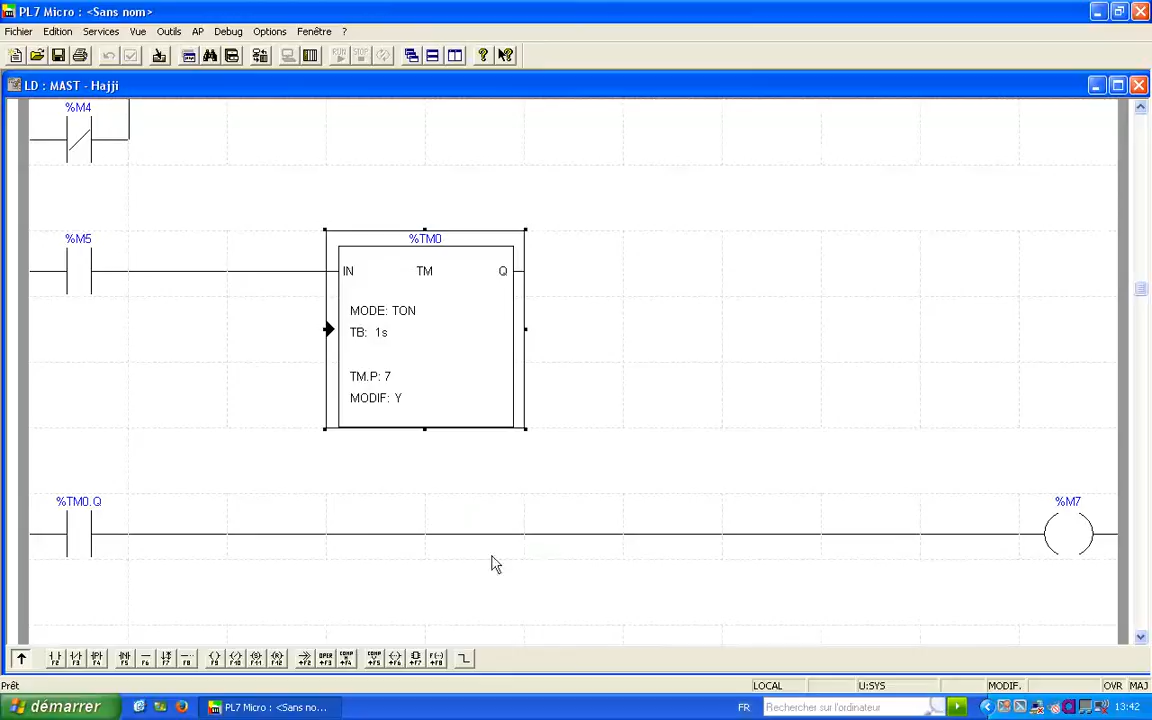 PL7 Micro : <Sans nom>
Fichier Edition Services Vue Outils AP Debug Options Fenêtre ?
LD : MAST - Hajji
%M4
%M5
%TM0
IN TM Q
MODE: TON
TB: 1s
TM.P: 7
MODIF: Y
%TM0.Q
%M7
Prêt LOCAL U:SYS MODIF. OVR MAJ
démarrer PL7 Micro : <Sans no... FR Rechercher sur l'ordinateur 13:42